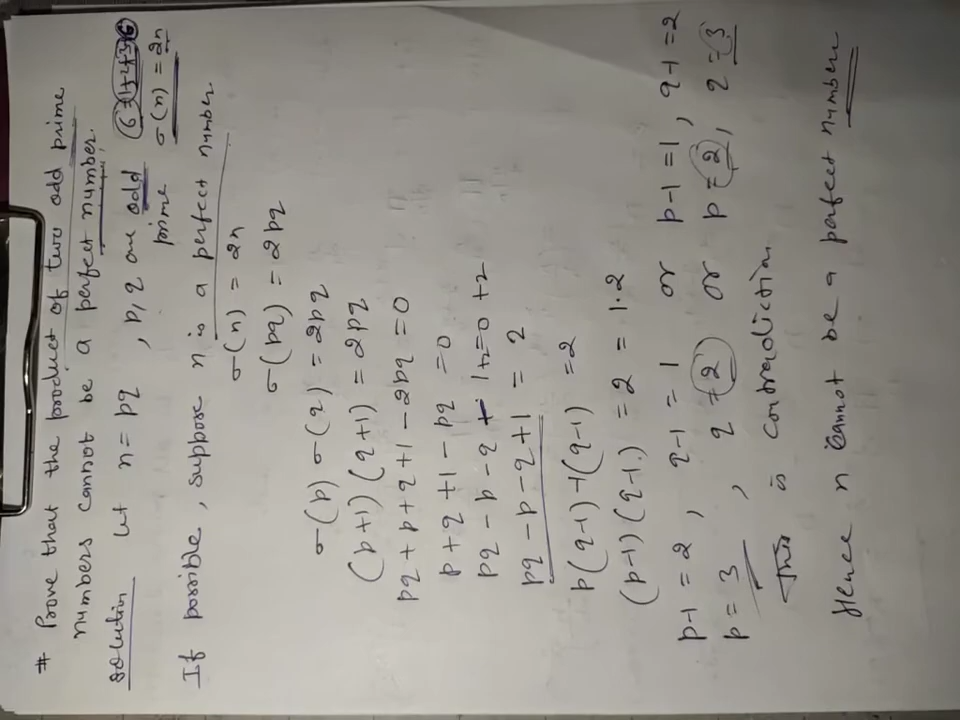 # Prove that the product of two odd prime
numbers cannot be a perfect number.
solution Let n = pq , p, q are odd prime
6=1+2+3=6
σ(n) = 2n
If possible, suppose n is a perfect number
σ(n) = 2n
σ(pq) = 2pq
σ(p) σ(q) = 2pq
(p+1) (q+1) = 2pq
pq + p + q + 1 - 2pq = 0
p + q + 1 - pq = 0
pq - p - q + 1 = 0 + 2
pq - p - q + 1 = 2
p(q-1) -1(q-1) = 2
(p-1) (q-1) = 2 = 1.2
p-1 = 2 , q-1 = 1 or p-1 = 1 , q-1 = 2
p = 3 , q = 2 or p = 2 , q = 3
This is contradiction
Hence n cannot be a perfect number